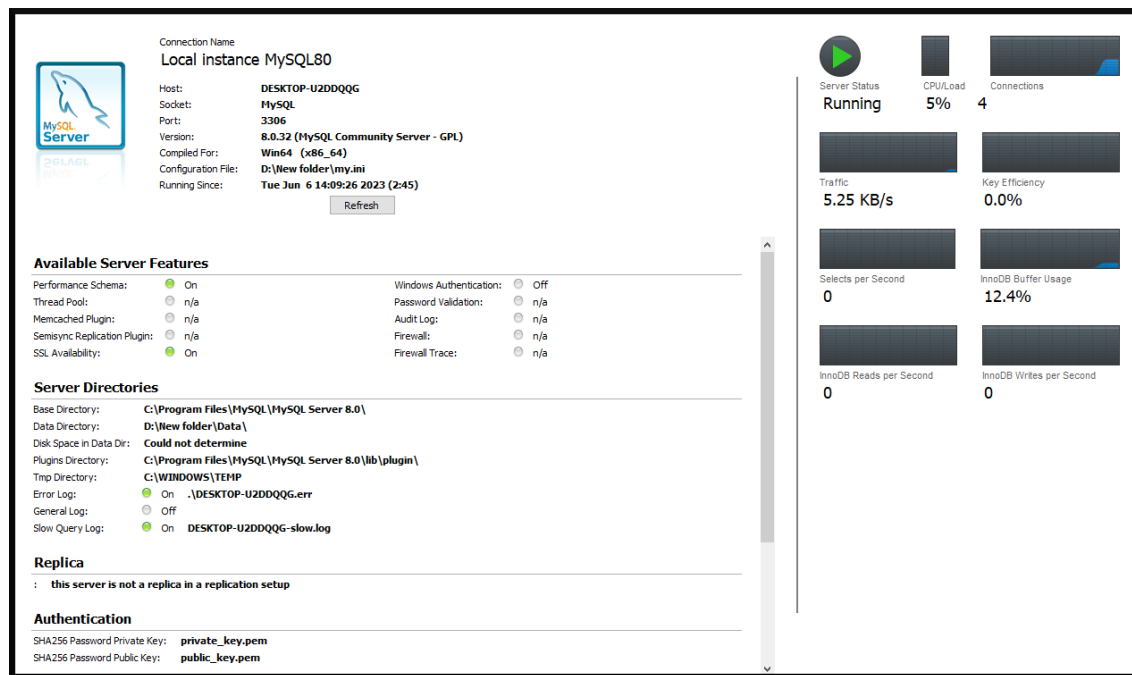 Connection Name
Local instance MySQL80
MySQL
Server
Host: DESKTOP-U2DDQQG
Socket: MySQL
Port: 3306
Version: 8.0.32 (MySQL Community Server - GPL)
Compiled For: Win64 (x86_64)
Configuration File: D:\New folder\my.ini
Running Since: Tue Jun 6 14:09:26 2023 (2:45)
Refresh
Available Server Features
Performance Schema: On
Thread Pool: n/a
Memcached Plugin: n/a
Semisync Replication Plugin: n/a
SSL Availability: On
Windows Authentication: Off
Password Validation: n/a
Audit Log: n/a
Firewall: n/a
Firewall Trace: n/a
Server Directories
Base Directory: C:\Program Files\MySQL\MySQL Server 8.0\
Data Directory: D:\New folder\Data\
Disk Space in Data Dir: Could not determine
Plugins Directory: C:\Program Files\MySQL\MySQL Server 8.0\lib\plugin\
Tmp Directory: C:\WINDOWS\TEMP
Error Log: On .\DESKTOP-U2DDQQG.err
General Log: Off
Slow Query Log: On DESKTOP-U2DDQQG-slow.log
Replica
: this server is not a replica in a replication setup
Authentication
SHA256 Password Private Key: private_key.pem
SHA256 Password Public Key: public_key.pem
Server Status
Running
CPU/Load
5%
Connections
4
Traffic
5.25 KB/s
Key Efficiency
0.0%
Selects per Second
0
InnoDB Buffer Usage
12.4%
InnoDB Reads per Second
0
InnoDB Writes per Second
0